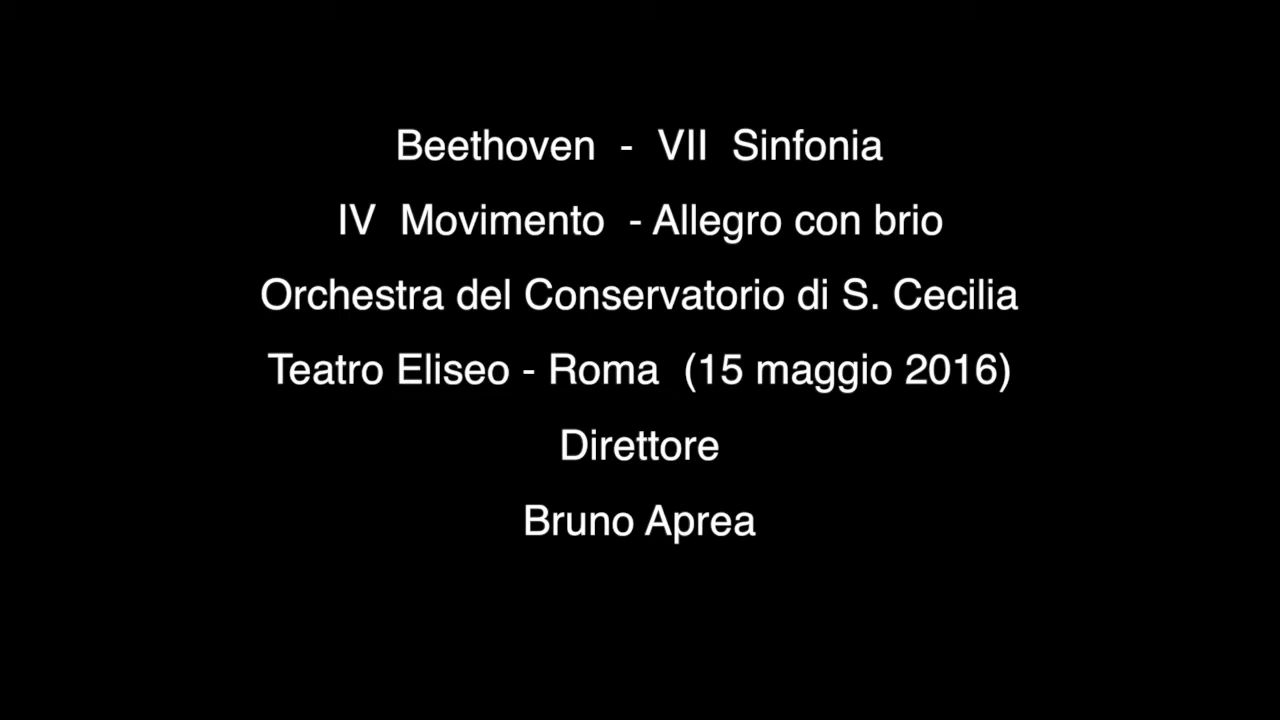 Beethoven - VII Sinfonia
IV Movimento - Allegro con brio
Orchestra del Conservatorio di S. Cecilia
Teatro Eliseo - Roma (15 maggio 2016)
Direttore
Bruno Aprea